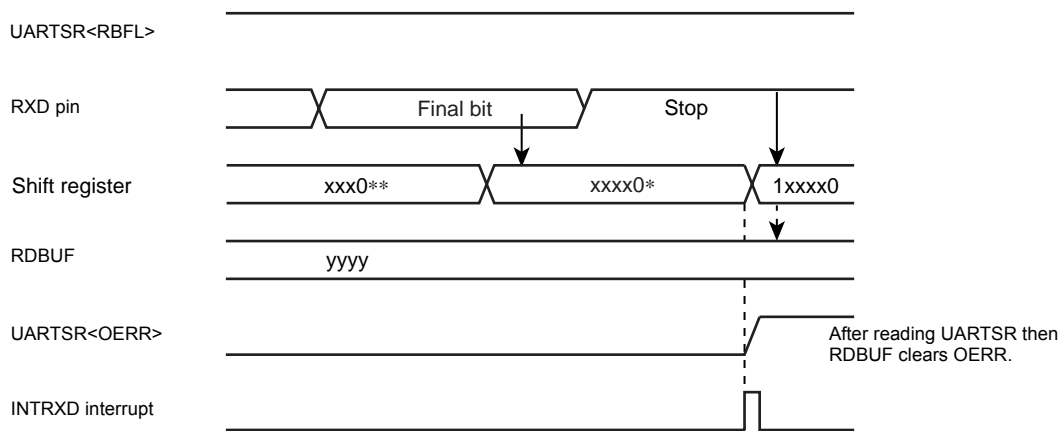 UARTSR<RBFL>
RXD pin
Final bit
Stop
Shift register
xxx0**
xxxx0*
1xxxx0
RDBUF
yyyy
UARTSR<OERR>
After reading UARTSR then
RDBUF clears OERR.
INTRXD interrupt